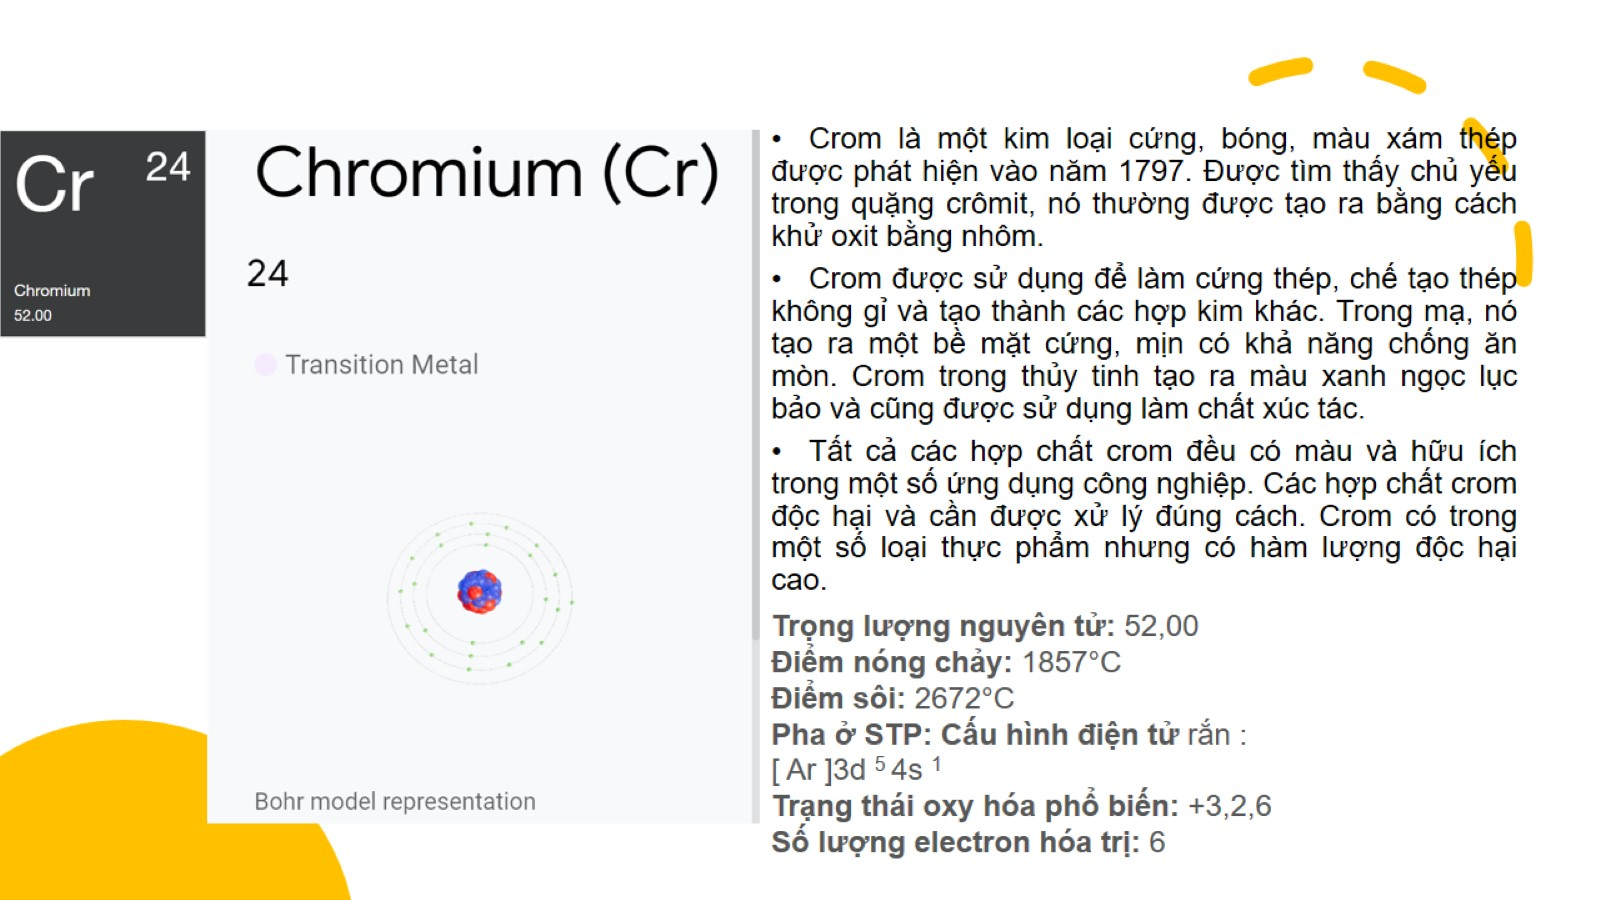 Cr 24
Chromium
52.00
Chromium (Cr)
24
Transition Metal
Bohr model representation
• Crom là một kim loại cứng, bóng, màu xám thép
được phát hiện vào năm 1797. Được tìm thấy chủ yếu
trong quặng crômit, nó thường được tạo ra bằng cách
khử oxit bằng nhôm.
• Crom được sử dụng để làm cứng thép, chế tạo thép
không gỉ và tạo thành các hợp kim khác. Trong mạ, nó
tạo ra một bề mặt cứng, mịn có khả năng chống ăn
mòn. Crom trong thủy tinh tạo ra màu xanh ngọc lục
bảo và cũng được sử dụng làm chất xúc tác.
• Tất cả các hợp chất crom đều có màu và hữu ích
trong một số ứng dụng công nghiệp. Các hợp chất crom
độc hại và cần được xử lý đúng cách. Crom có trong
một số loại thực phẩm nhưng có hàm lượng độc hại
cao.
Trọng lượng nguyên tử: 52,00
Điểm nóng chảy: 1857°C
Điểm sôi: 2672°C
Pha ở STP: Cấu hình điện tử rắn :
[ Ar ]3d ⁵ 4s ¹
Trạng thái oxy hóa phổ biến: +3,2,6
Số lượng electron hóa trị: 6